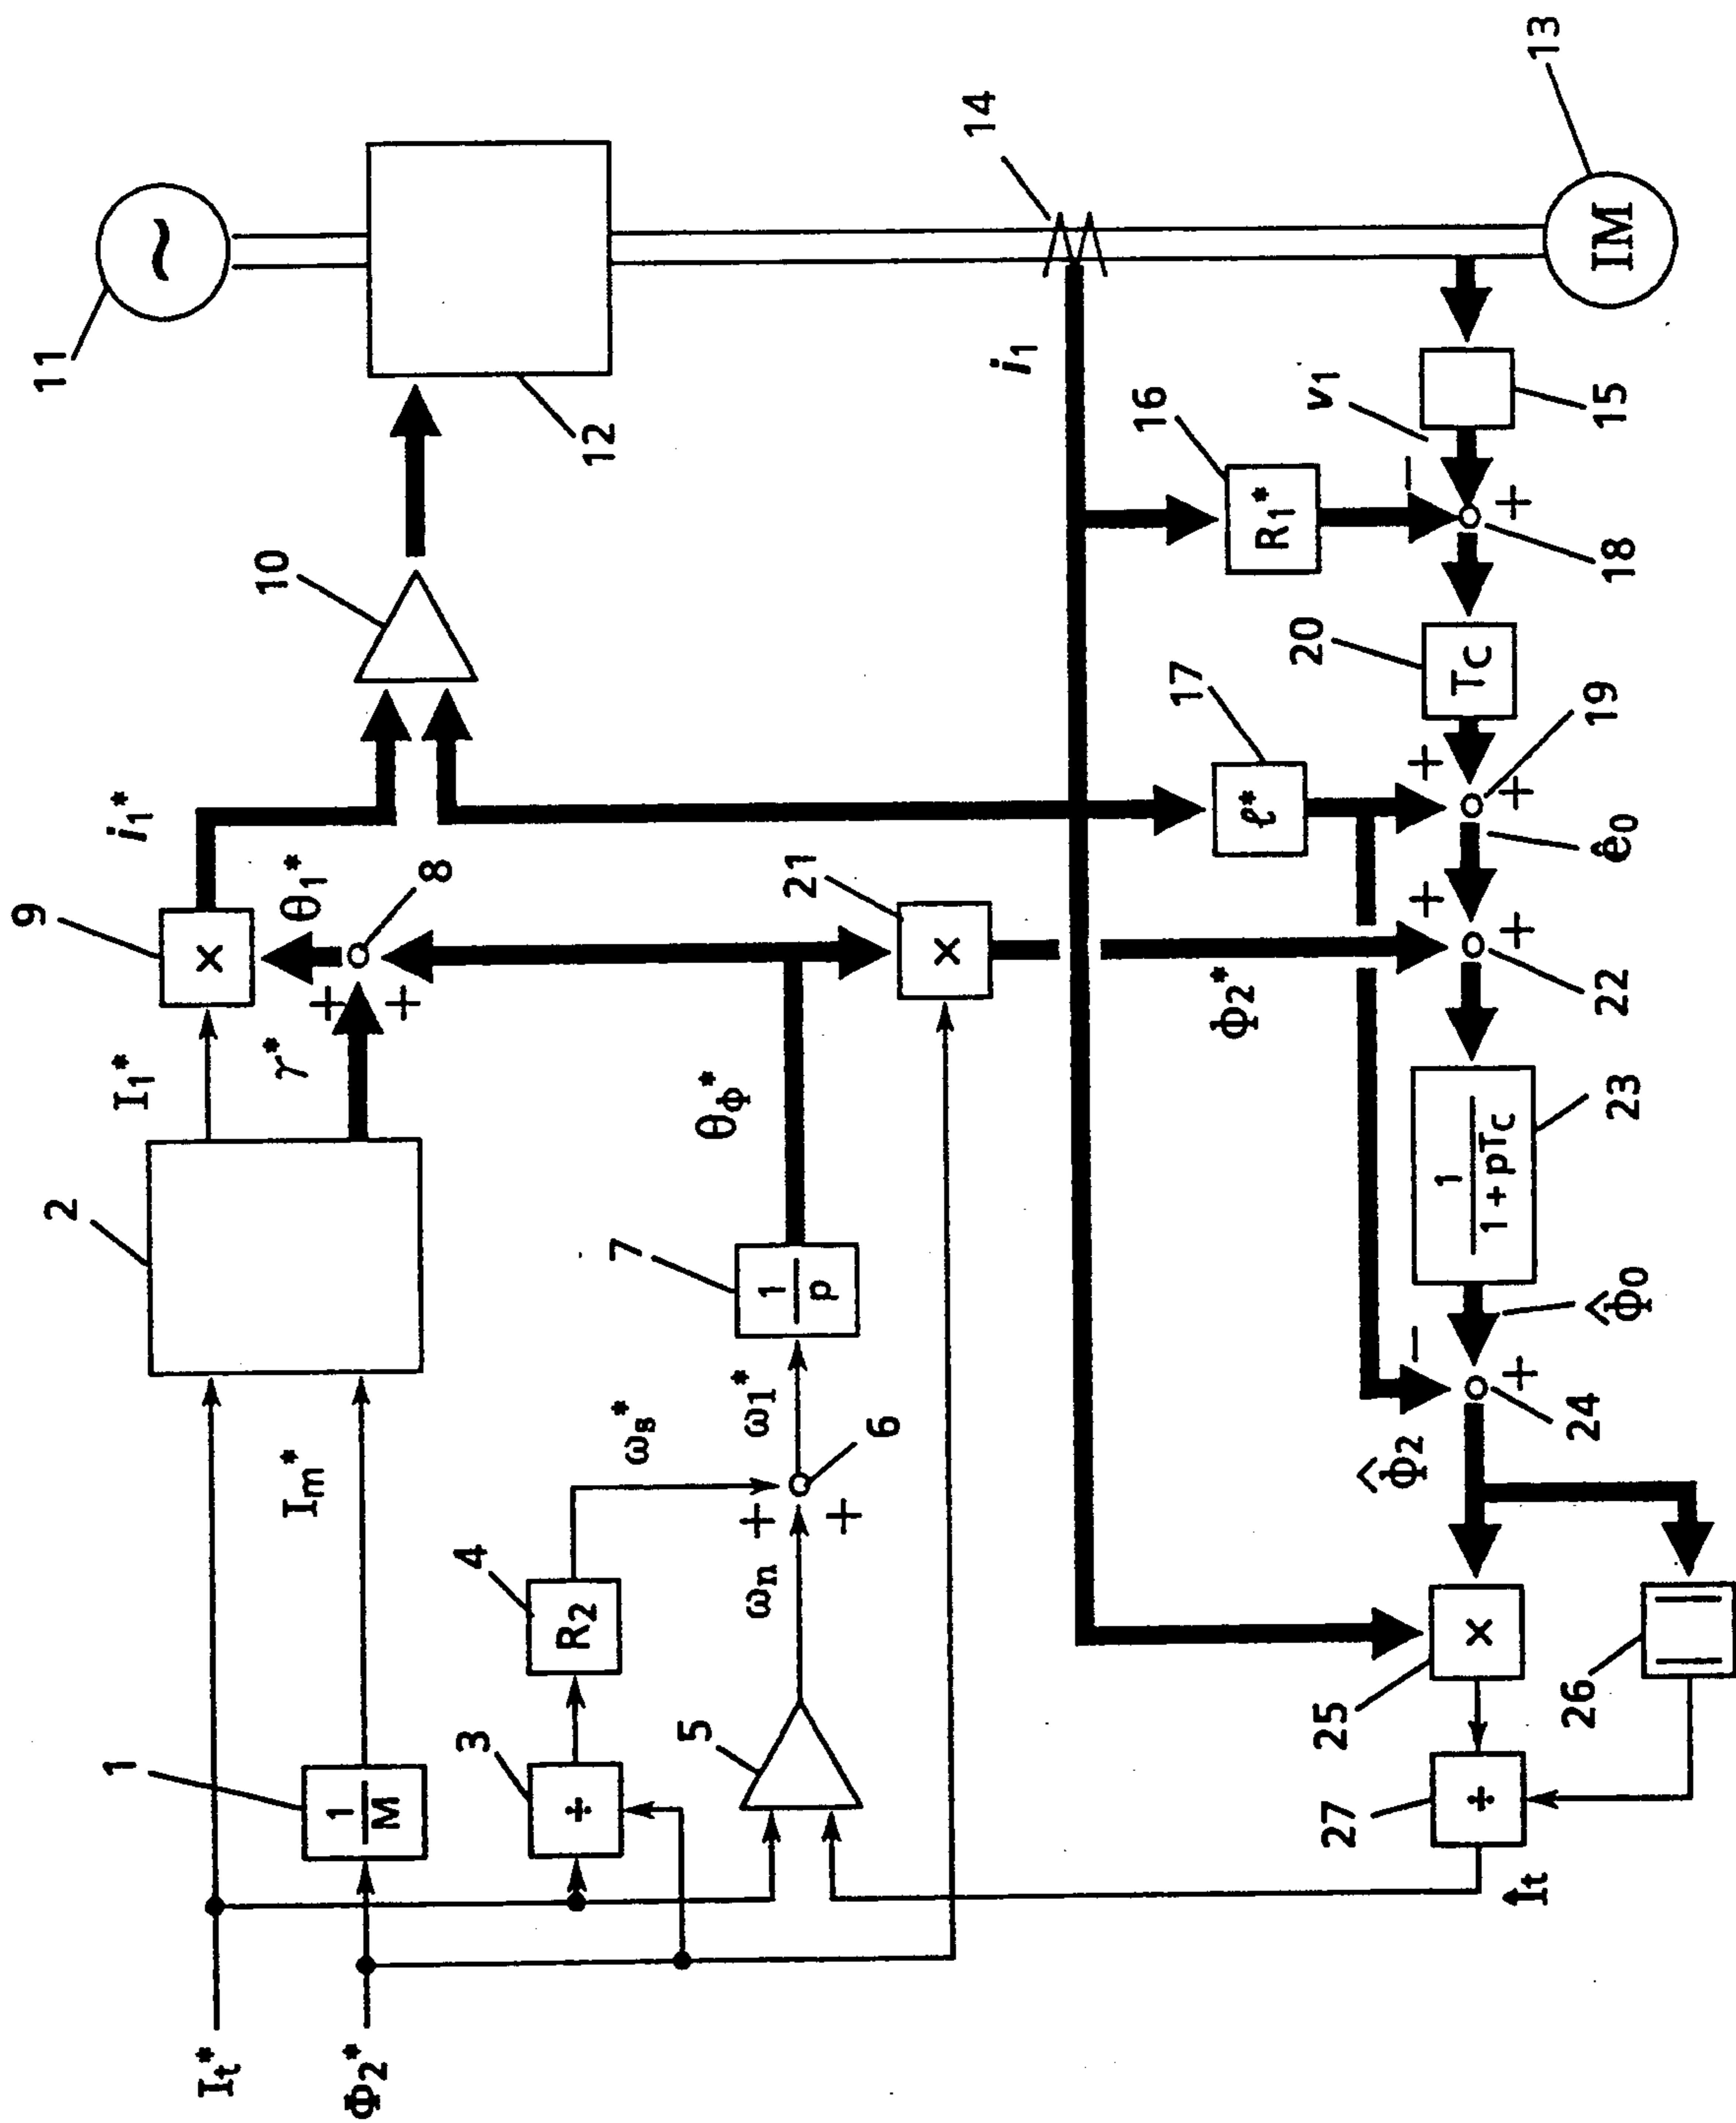 It*
Φ2*
1
1
M
Im*
2
I1*
γ*
9
×
i1*
θ1*
8
+
+
10
11
~
12
3
÷
4
R2
ωs*
5
ωn
+
+
6
ω1*
7
1
p
θφ*
21
×
φ2*
14
i1
16
R1*
17
ℓ*
13
IM
15
v1
−
+
18
20
Tc
19
+
+
ê0
22
+
+
23
1
1+pTc
φ̂0
−
+
24
φ̂2
25
×
26
| |
27
÷
Ît